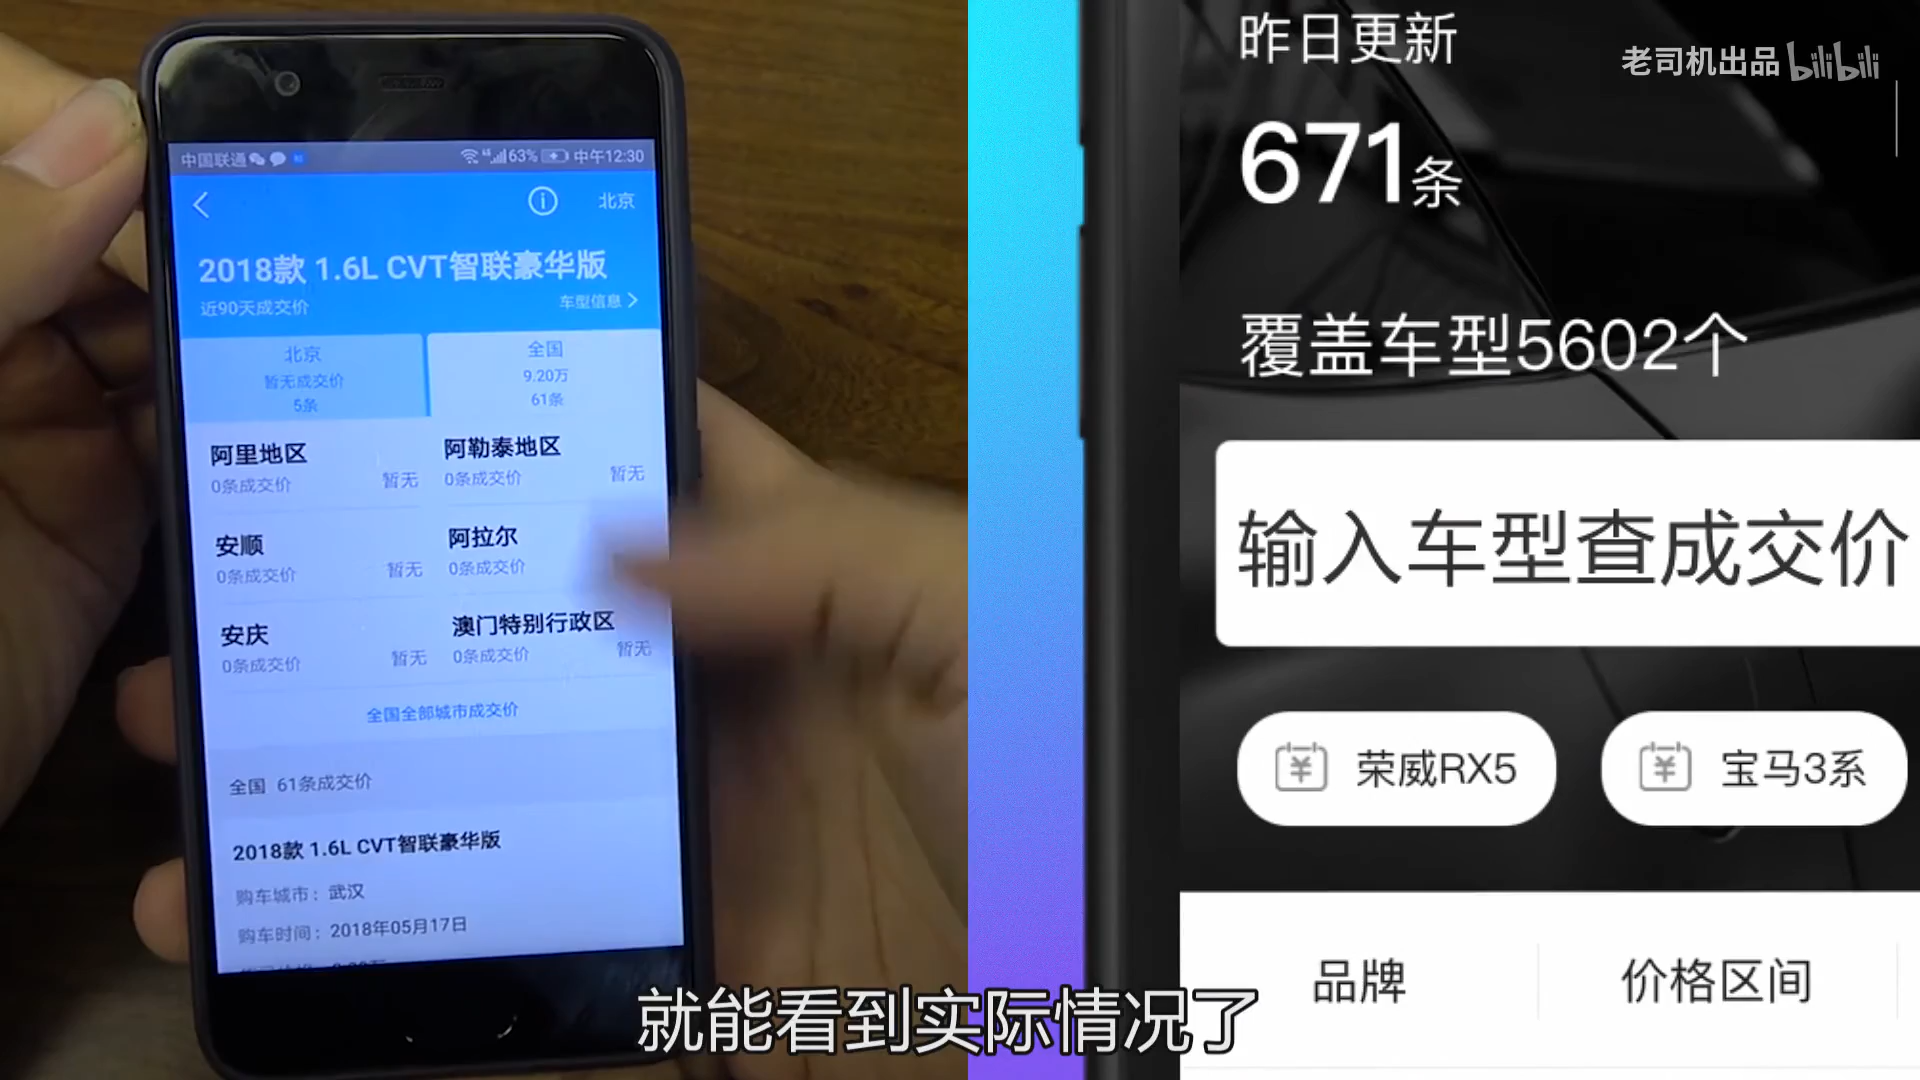 中国联通
63%
中午12:30
北京
2018款 1.6L CVT智联豪华版
近90天成交价
车型信息
北京
暂无成交价
5条
全国
9.20万
61条
阿里地区
0条成交价
暂无
阿勒泰地区
0条成交价
暂无
安顺
0条成交价
暂无
阿拉尔
0条成交价
安庆
0条成交价
暂无
澳门特别行政区
0条成交价
暂无
全国全部城市成交价
全国 61条成交价
2018款 1.6L CVT智联豪华版
购车城市：武汉
购车时间：2018年05月17日
昨日更新
671条
覆盖车型5602个
输入车型查成交价
荣威RX5
宝马3系
品牌
价格区间
老司机出品 bilibili
就能看到实际情况了